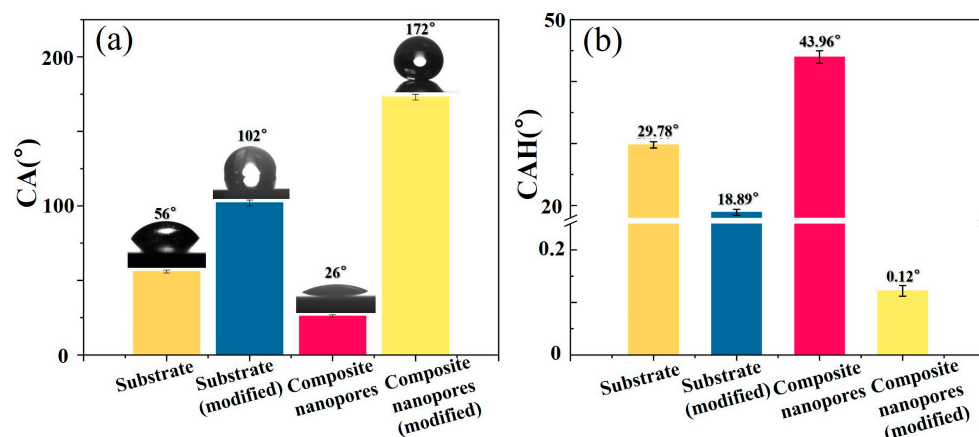 (a)
CA(°)
200
100
0
56°
102°
26°
172°
Substrate
Substrate
(modified)
Composite
nanopores
Composite
nanopores
(modified)
(b)
CAH(°)
50
20
0.2
0
29.78°
18.89°
43.96°
0.12°
Substrate
Substrate
(modified)
Composite
nanopores
Composite
nanopores
(modified)